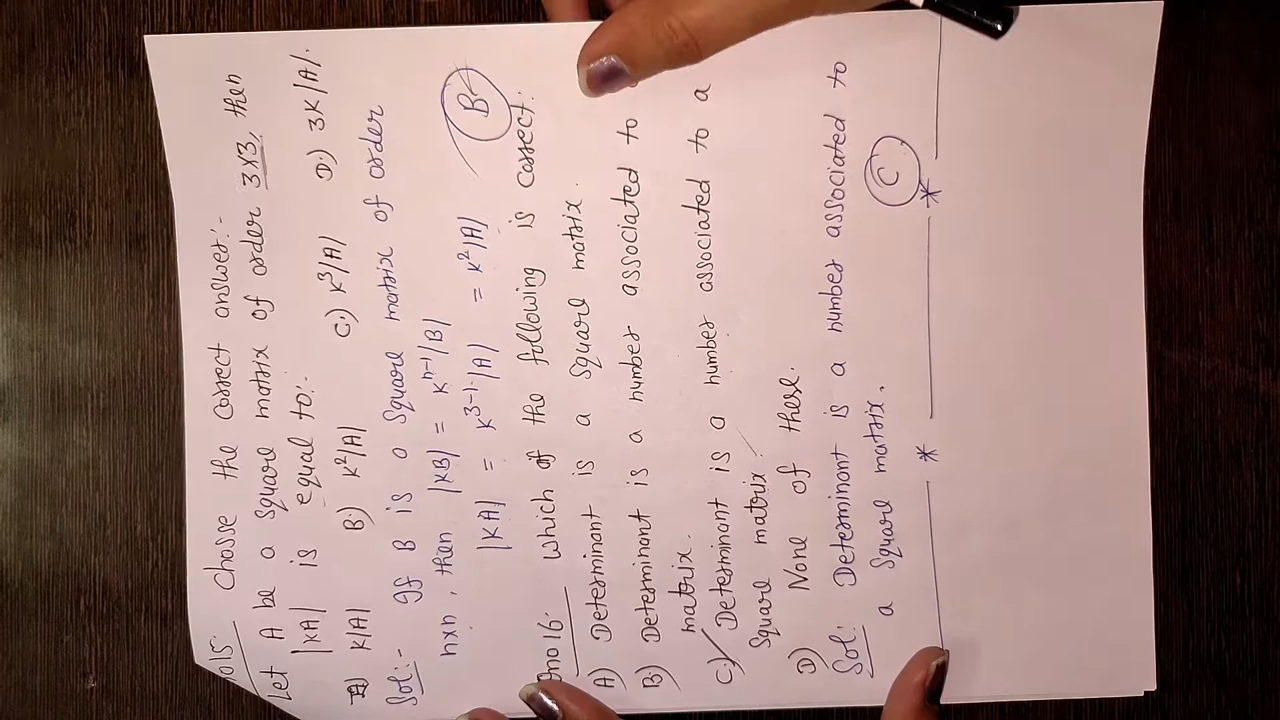 015. Chosse the correct answer:-
Let A be a square matrix of order 3x3, then
|KA| is equal to:-
A) K|A| B.) K²|A| C.) K³|A| D.) 3K|A|.
Sol:- If B is a square matrix of order
nxn, then |KB| = Kⁿ⁻¹|B|
|KA| = K³⁻¹|A| = K²|A| B
Qno16. which of the following is correct:
A) Determinant is a square matrix.
B) Determinant is a number associated to a
matrix.
C.) Determinant is a number associated to a
square matrix.
D) None of these.
Sol: Determinant is a number associated to
a square matrix. C
* *